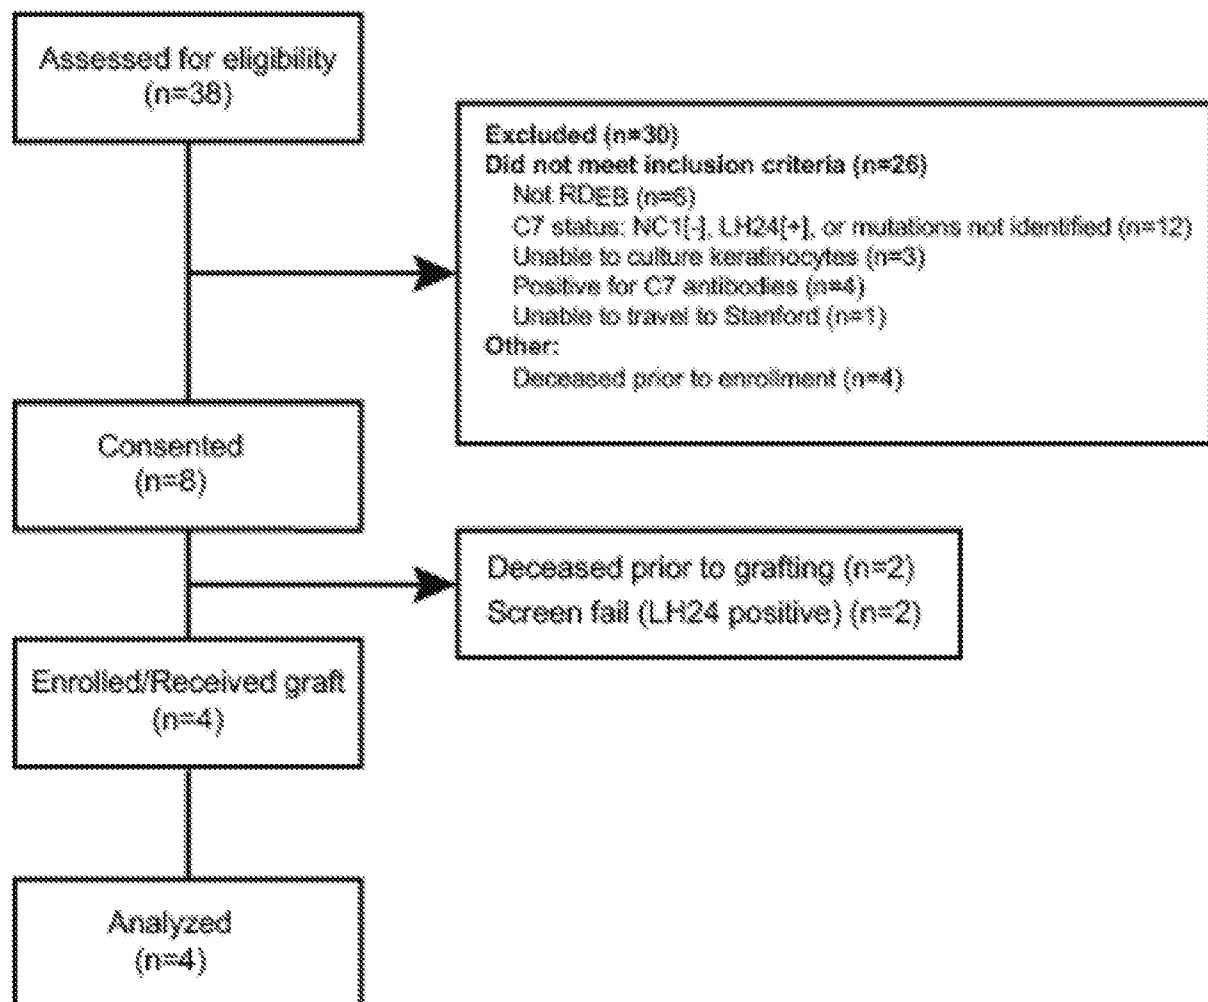 Assessed for eligibility
(n=38)
Excluded (n=30)
Did not meet inclusion criteria (n=26)
Not RDEB (n=6)
C7 status: NC1[-], LH24[+], or mutations not identified (n=12)
Unable to culture keratinocytes (n=3)
Positive for C7 antibodies (n=4)
Unable to travel to Stanford (n=1)
Other:
Deceased prior to enrollment (n=4)
Consented
(n=8)
Deceased prior to grafting (n=2)
Screen fail (LH24 positive) (n=2)
Enrolled/Received graft
(n=4)
Analyzed
(n=4)